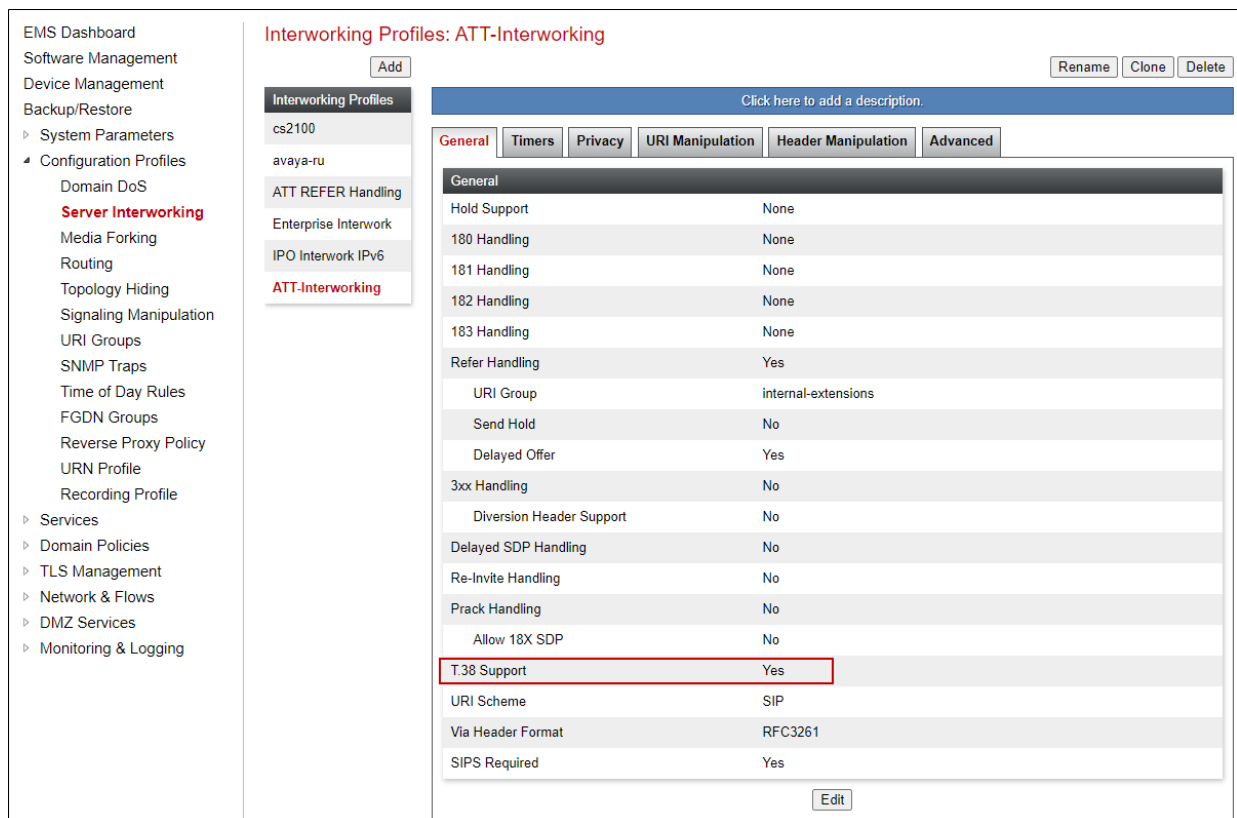 EMS Dashboard
Software Management
Device Management
Backup/Restore
System Parameters
Configuration Profiles
Domain DoS
Server Interworking
Media Forking
Routing
Topology Hiding
Signaling Manipulation
URI Groups
SNMP Traps
Time of Day Rules
FGDN Groups
Reverse Proxy Policy
URN Profile
Recording Profile
Services
Domain Policies
TLS Management
Network & Flows
DMZ Services
Monitoring & Logging
Interworking Profiles: ATT-Interworking
Add
Rename Clone Delete
Interworking Profiles
cs2100
avaya-ru
ATT REFER Handling
Enterprise Interwork
IPO Interwork IPv6
ATT-Interworking
Click here to add a description.
General Timers Privacy URI Manipulation Header Manipulation Advanced
General
Hold Support None
180 Handling None
181 Handling None
182 Handling None
183 Handling None
Refer Handling Yes
URI Group internal-extensions
Send Hold No
Delayed Offer Yes
3xx Handling No
Diversion Header Support No
Delayed SDP Handling No
Re-Invite Handling No
Prack Handling No
Allow 18X SDP No
T.38 Support Yes
URI Scheme SIP
Via Header Format RFC3261
SIPS Required Yes
Edit